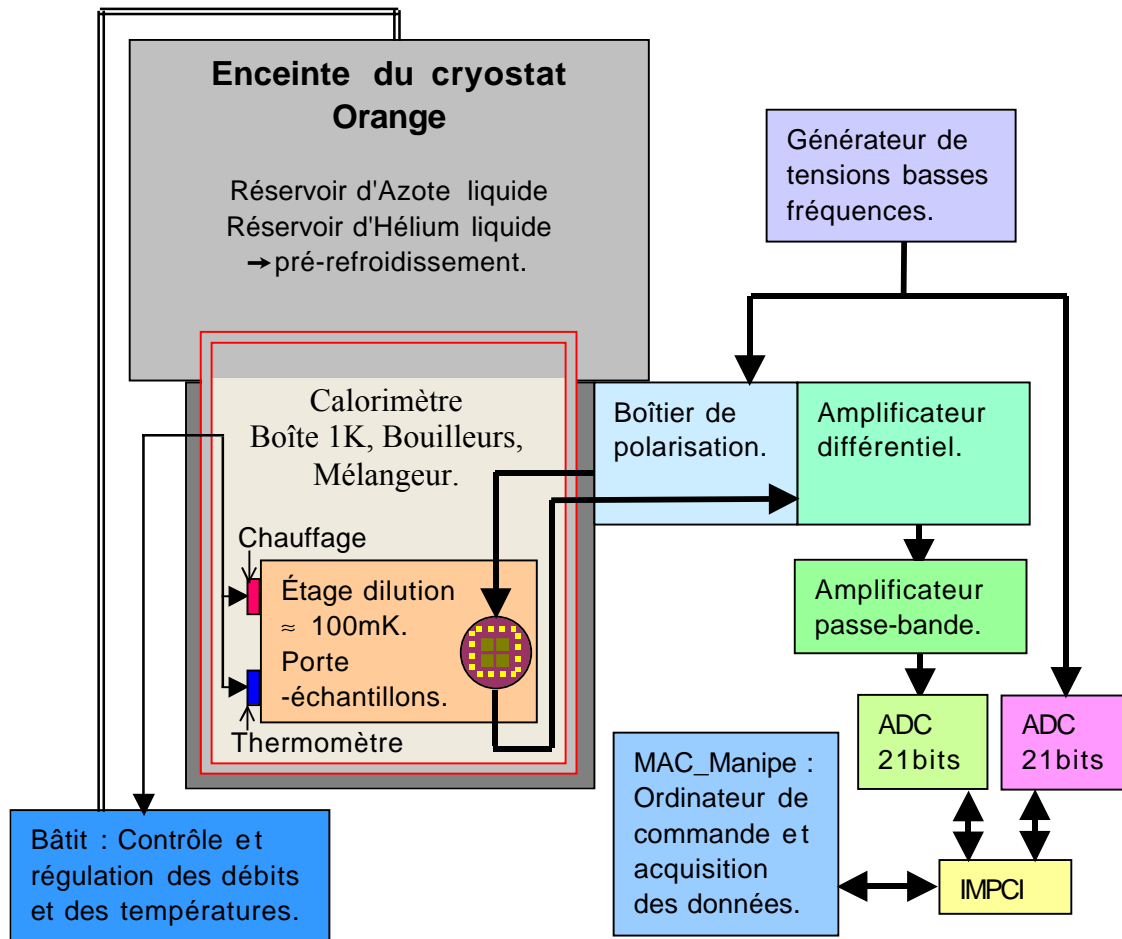 Enceinte du cryostat
Orange
Réservoir d'Azote liquide
Réservoir d'Hélium liquide
→pré-refroidissement.
Générateur de
tensions basses
fréquences.
Calorimètre
Boîte 1K, Bouilleurs,
Mélangeur.
Boîtier de
polarisation.
Amplificateur
différentiel.
Chauffage
Étage dilution
≈ 100mK.
Porte
-échantillons.
Thermomètre
Amplificateur
passe-bande.
ADC
21bits
ADC
21bits
MAC_Manipe :
Ordinateur de
commande et
acquisition
des données.
IMPCI
Bâtit : Contrôle et
régulation des débits
et des températures.